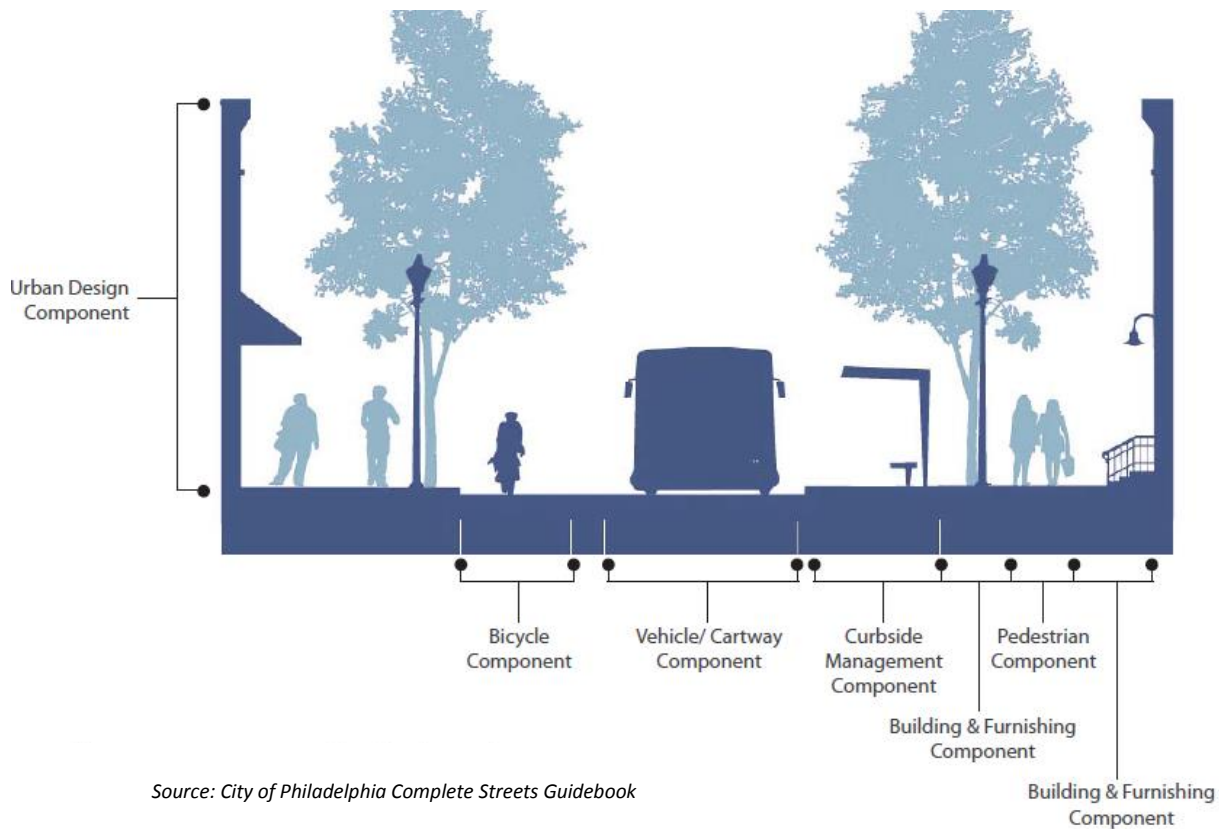 Urban Design
Component
Bicycle
Component
Vehicle/ Cartway
Component
Curbside
Management
Component
Pedestrian
Component
Building & Furnishing
Component
Building & Furnishing
Component
Source: City of Philadelphia Complete Streets Guidebook